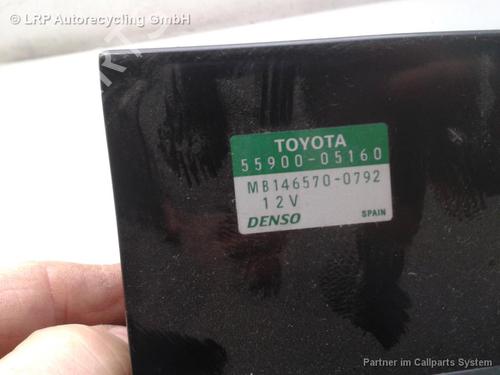 © LRP Autorecycling GmbH
TOYOTA
55900-05160
MB146570-0792
12V
DENSO SPAIN
Partner im Callparts System